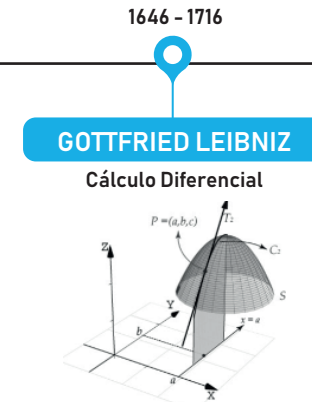 1646 - 1716
GOTTFRIED LEIBNIZ
Cálculo Diferencial
P =(a,b,c)
T₂
Z
C₂
S
Y
x = a
b
a
X